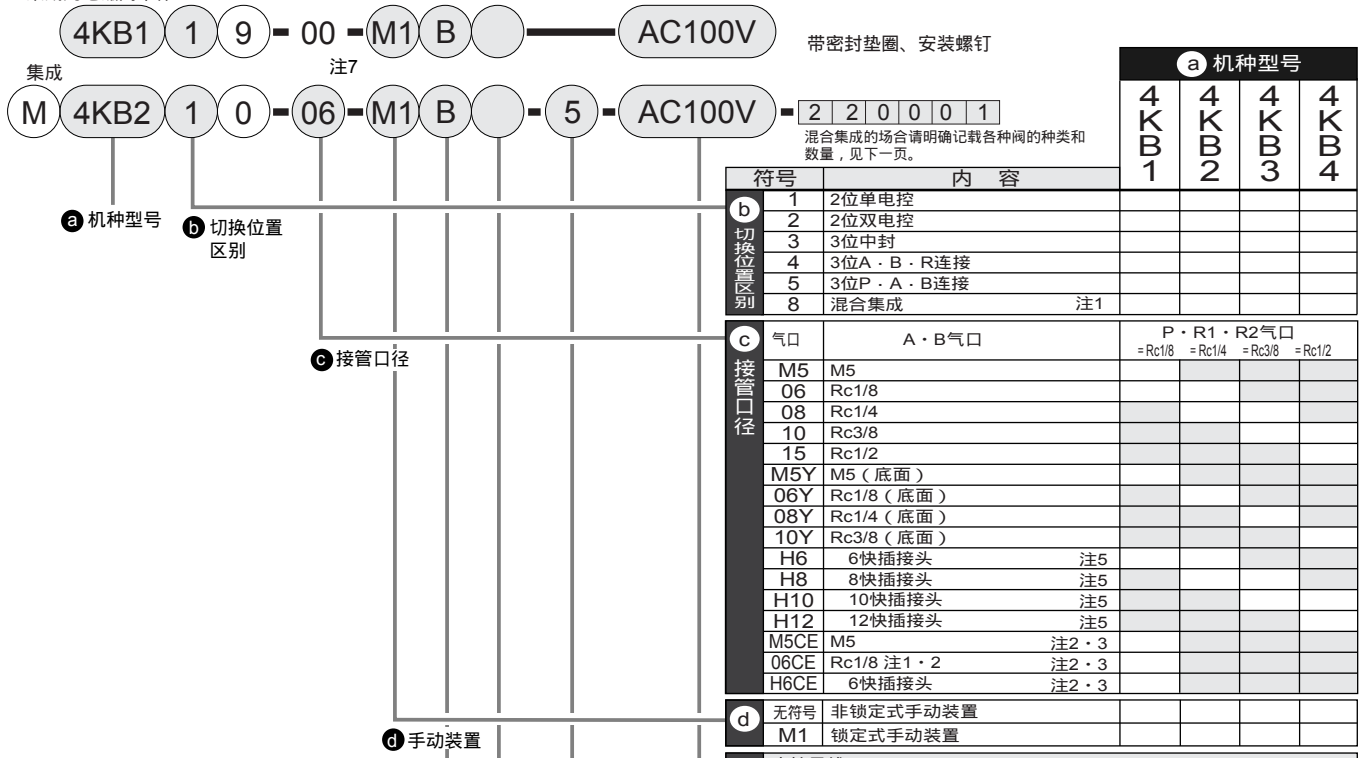 4KB1 1 9 - 00 - M1 B AC100V 带密封垫圈、安装螺钉
注7
集成
M 4KB2 1 0 - 06 - M1 B - 5 - AC100V - 2 2 0 0 0 1
混合集成的场合请明确记载各种阀的种类和
数量，见下一页。
a 机种型号
b 切换位置
区别
c 接管口径
d 手动装置
a 机种型号
符号 内 容 4KB1 4KB2 4KB3 4KB4
b 切换位置区别
1 2位单电控
2 2位双电控
3 3位中封
4 3位A・B・R连接
5 3位P・A・B连接
8 混合集成 注1
c 接管口径
气口 A・B气口 P・R1・R2气口
=Rc1/8 =Rc1/4 =Rc3/8 =Rc1/2
M5 M5
06 Rc1/8
08 Rc1/4
10 Rc3/8
15 Rc1/2
M5Y M5（底面）
06Y Rc1/8（底面）
08Y Rc1/4（底面）
10Y Rc3/8（底面）
H6 6快插接头 注5
H8 8快插接头 注5
H10 10快插接头 注5
H12 12快插接头 注5
M5CE M5 注2・3
06CE Rc1/8 注1・2 注2・3
H6CE 6快插接头 注2・3
d
无符号 非锁定式手动装置
M1 锁定式手动装置